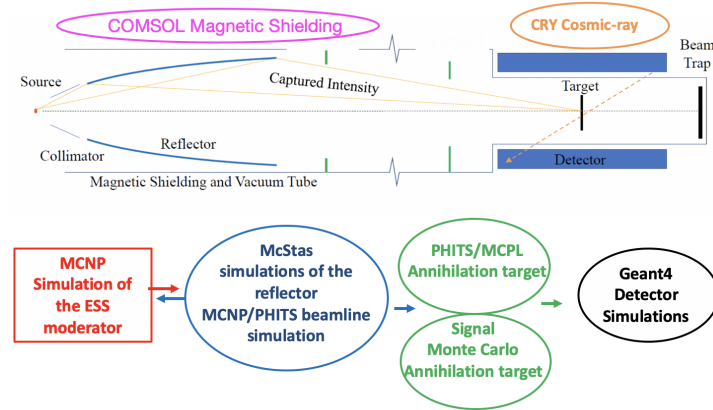 COMSOL Magnetic Shielding
CRY Cosmic-ray
Beam
Trap
Source
Captured Intensity
Target
Reflector
Collimator
Detector
Magnetic Shielding and Vacuum Tube
MCNP
Simulation of
the ESS
moderator
McStas
simulations of the
reflector
MCNP/PHITS beamline
simulation
PHITS/MCPL
Annihilation target
Signal
Monte Carlo
Annihilation target
Geant4
Detector
Simulations